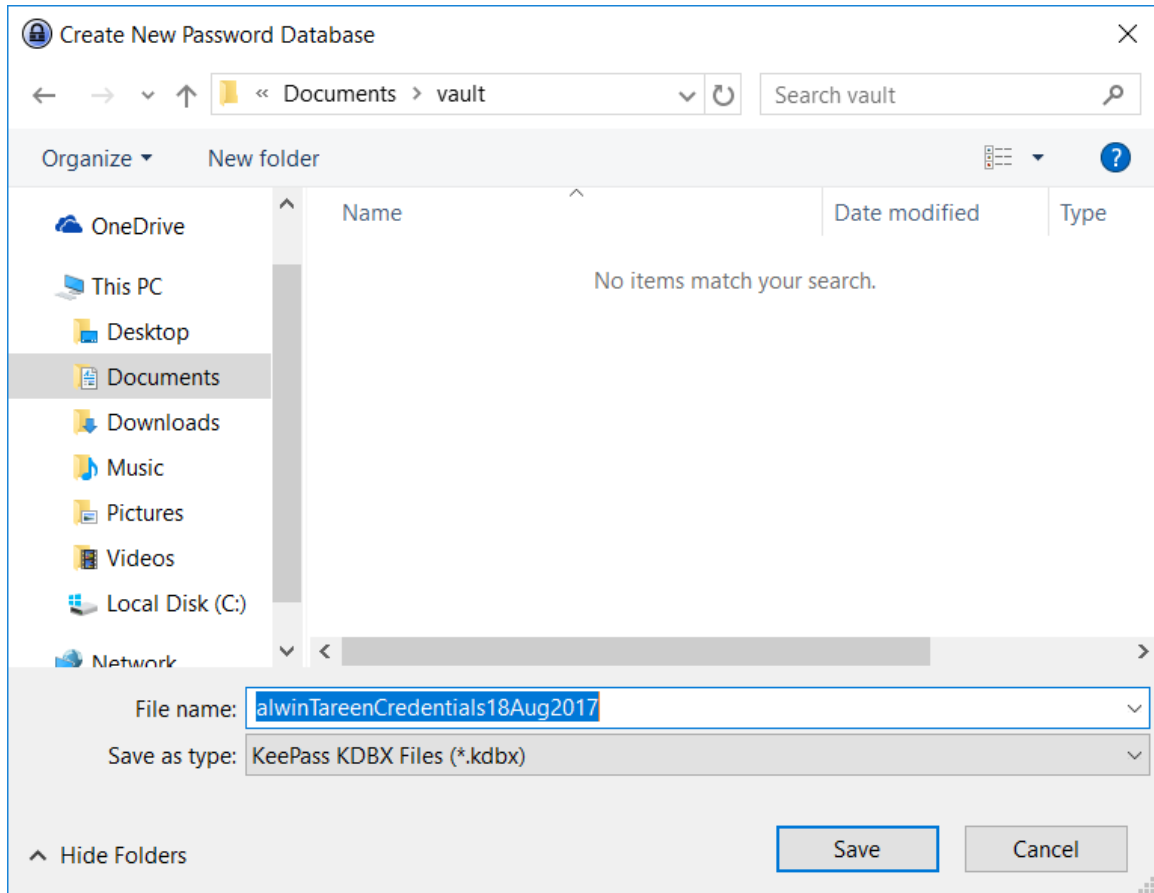 Create New Password Database
« Documents > vault
Search vault
Organize
New folder
?
Name
Date modified
Type
OneDrive
This PC
Desktop
Documents
Downloads
Music
Pictures
Videos
Local Disk (C:)
Network
No items match your search.
File name: alwinTareenCredentials18Aug2017
Save as type: KeePass KDBX Files (*.kdbx)
Hide Folders
Save
Cancel